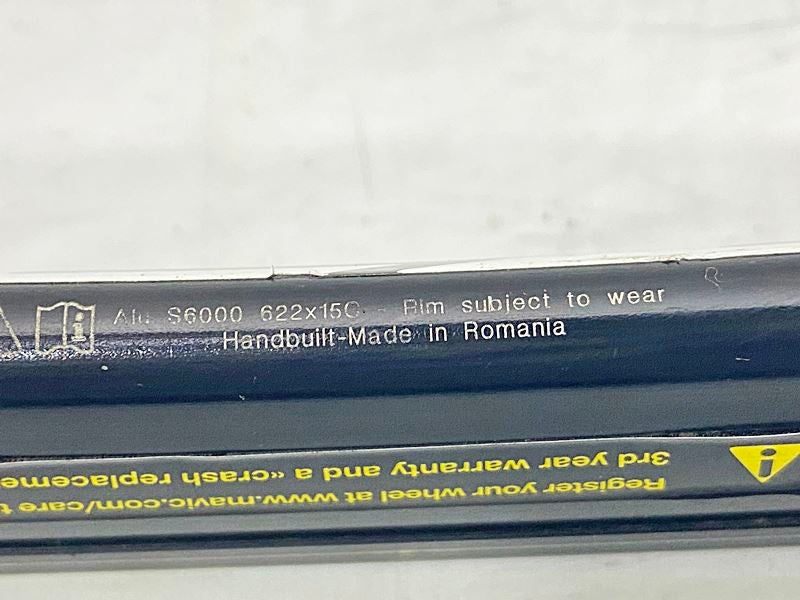 Alu S6000 622x15C - Rim subject to wear
Handbuilt-Made in Romania
Register your wheel at www.mavic.com/care t
3rd year warranty and a «crash replaceme